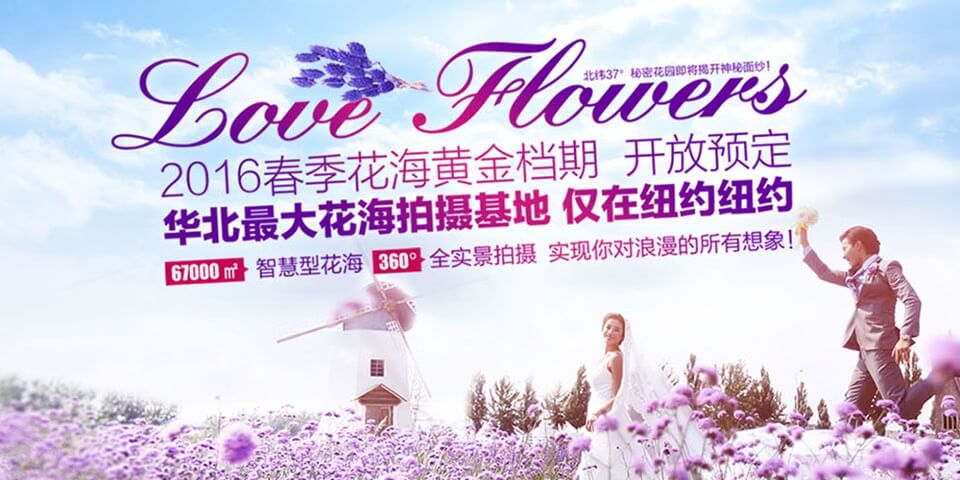 北纬37° 秘密花园即将揭开神秘面纱!
Love Flowers
2016春季花海黄金档期 开放预定
华北最大花海拍摄基地 仅在纽约纽约
67000㎡ 智慧型花海 360° 全实景拍摄 实现你对浪漫的所有想象!